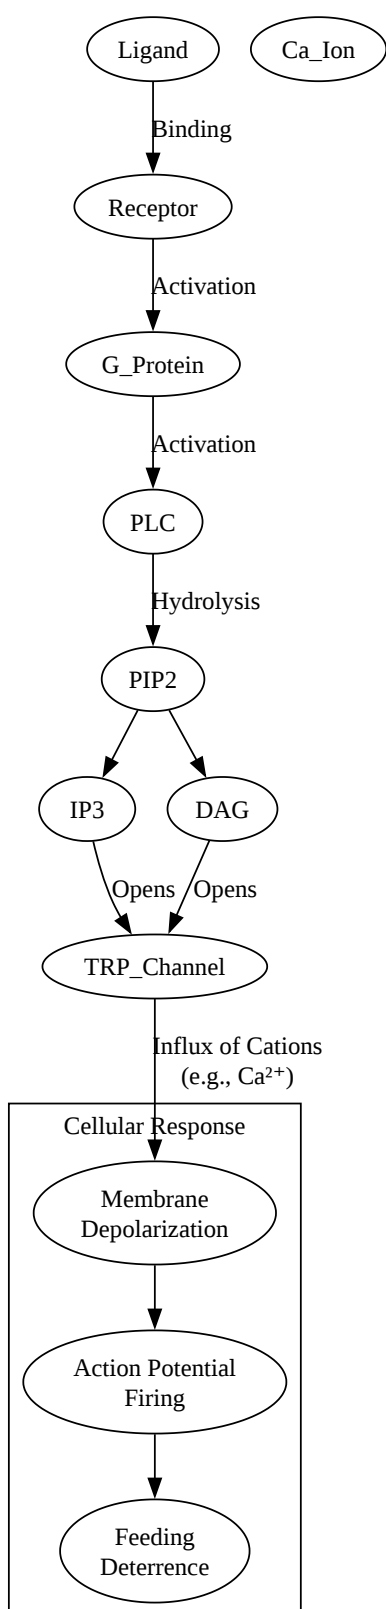 Ligand
Ca_Ion
Binding
Receptor
Activation
G_Protein
Activation
PLC
Hydrolysis
PIP2
IP3
DAG
Opens
Opens
TRP_Channel
Influx of Cations
(e.g., Ca²⁺)
Cellular Response
Membrane
Depolarization
Action Potential
Firing
Feeding
Deterrence